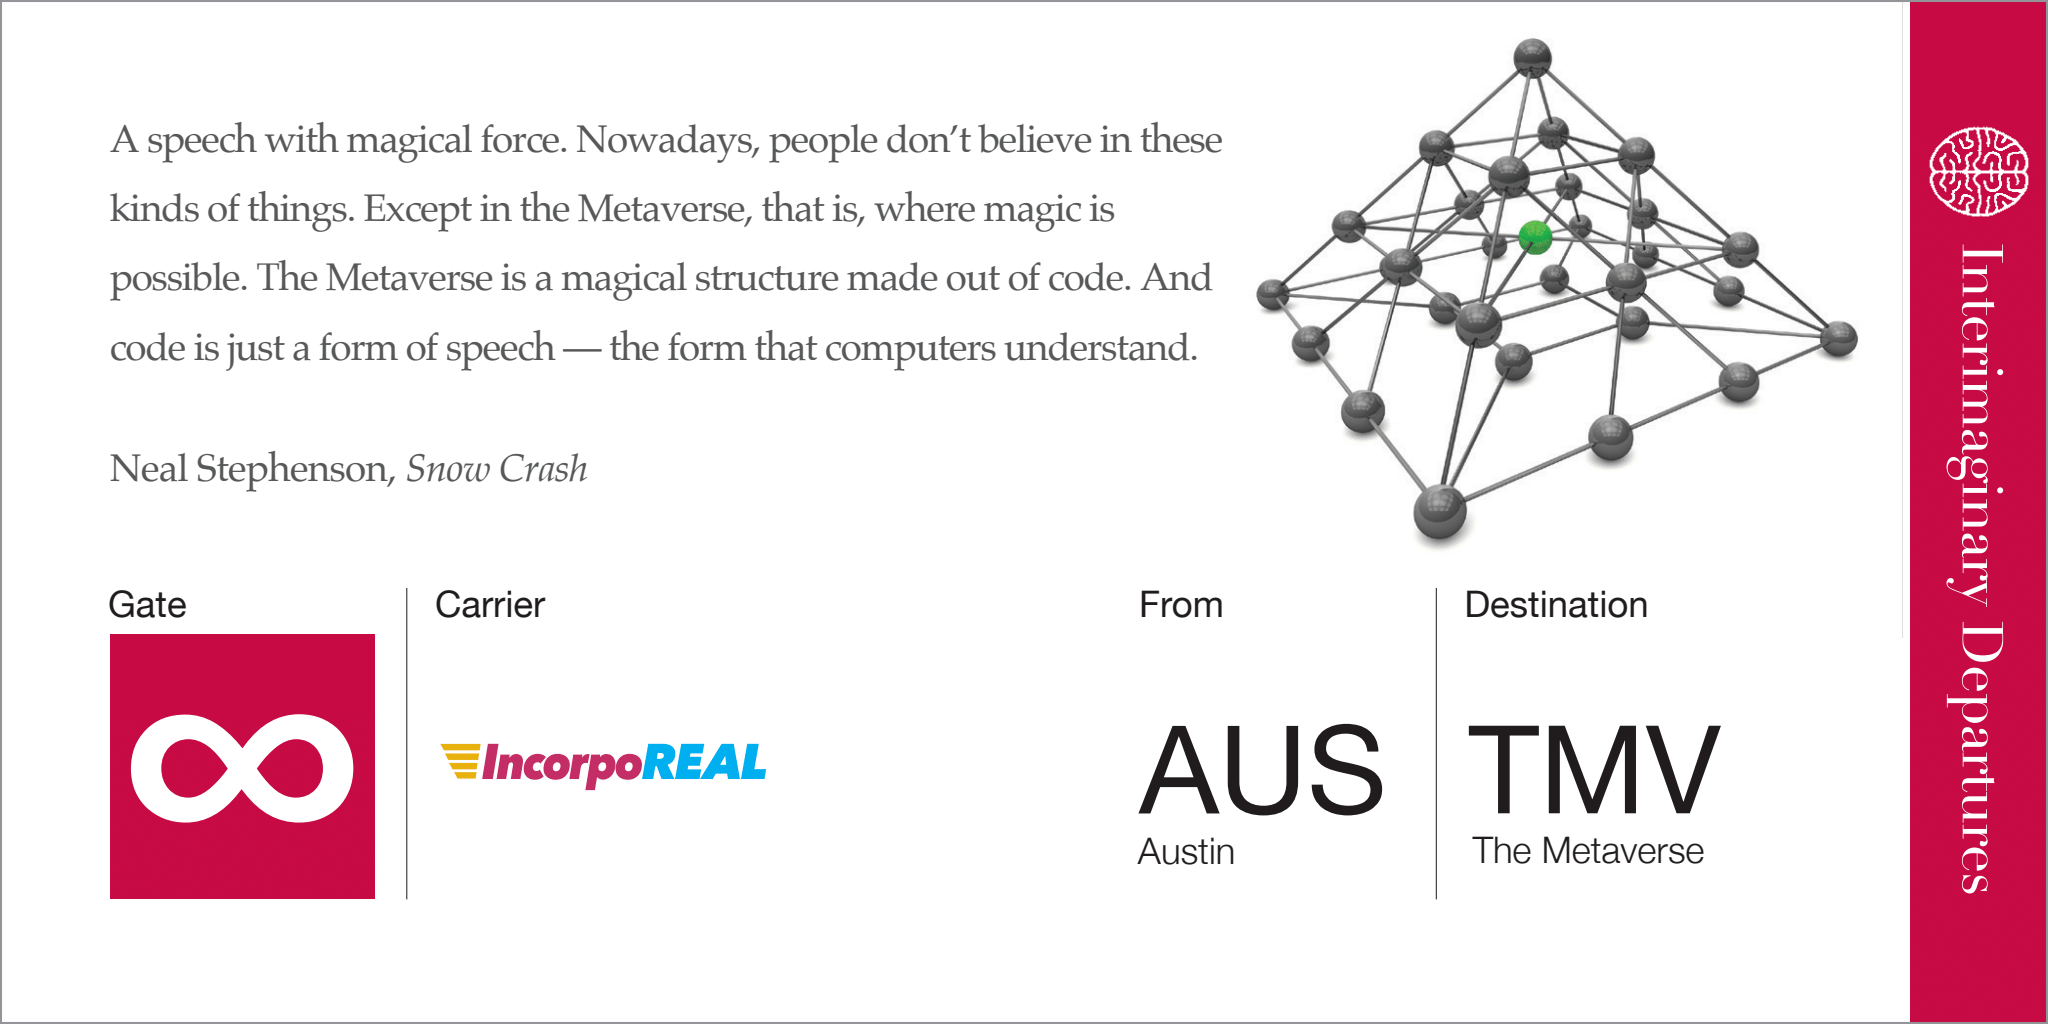 A speech with magical force. Nowadays, people don’t believe in these
kinds of things. Except in the Metaverse, that is, where magic is
possible. The Metaverse is a magical structure made out of code. And
code is just a form of speech — the form that computers understand.
Neal Stephenson, Snow Crash
Gate
∞
Carrier
IncorpoREAL
From
AUS
Austin
Destination
TMV
The Metaverse
Interimaginary Departures